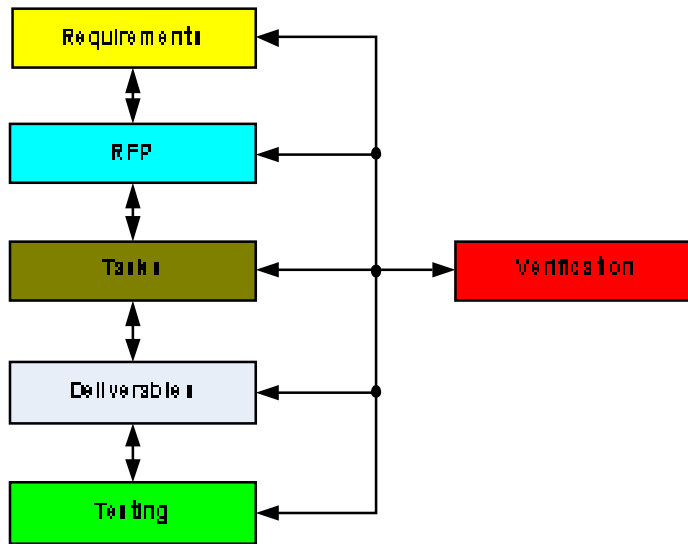 Requirements
RFP
Tasks
Verification
Deliverables
Testing